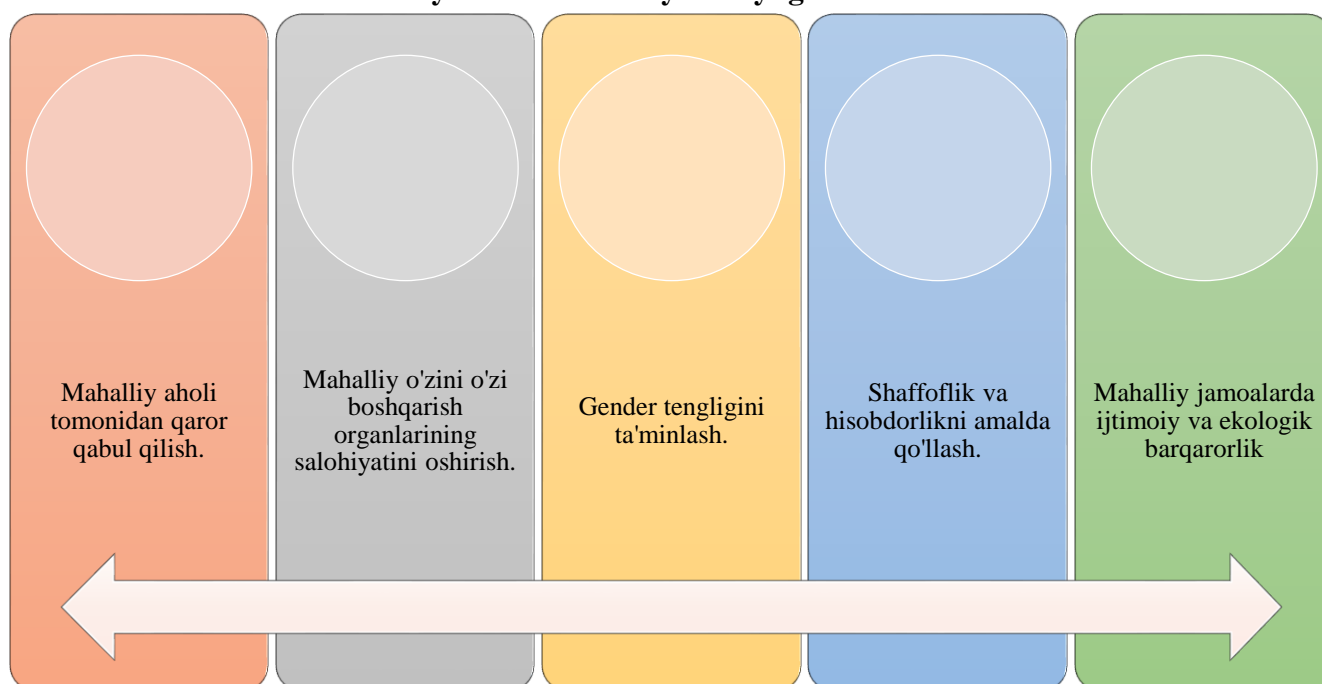 Mahalliy aholi
tomonidan qaror
qabul qilish.
Mahalliy o'zini o'zi
boshqarish
organlarining
salohiyatini oshirish.
Gender tengligini
ta'minlash.
Shaffoflik va
hisobdorlikni amalda
qo'llash.
Mahalliy jamoalarda
ijtimoiy va ekologik
barqarorlik